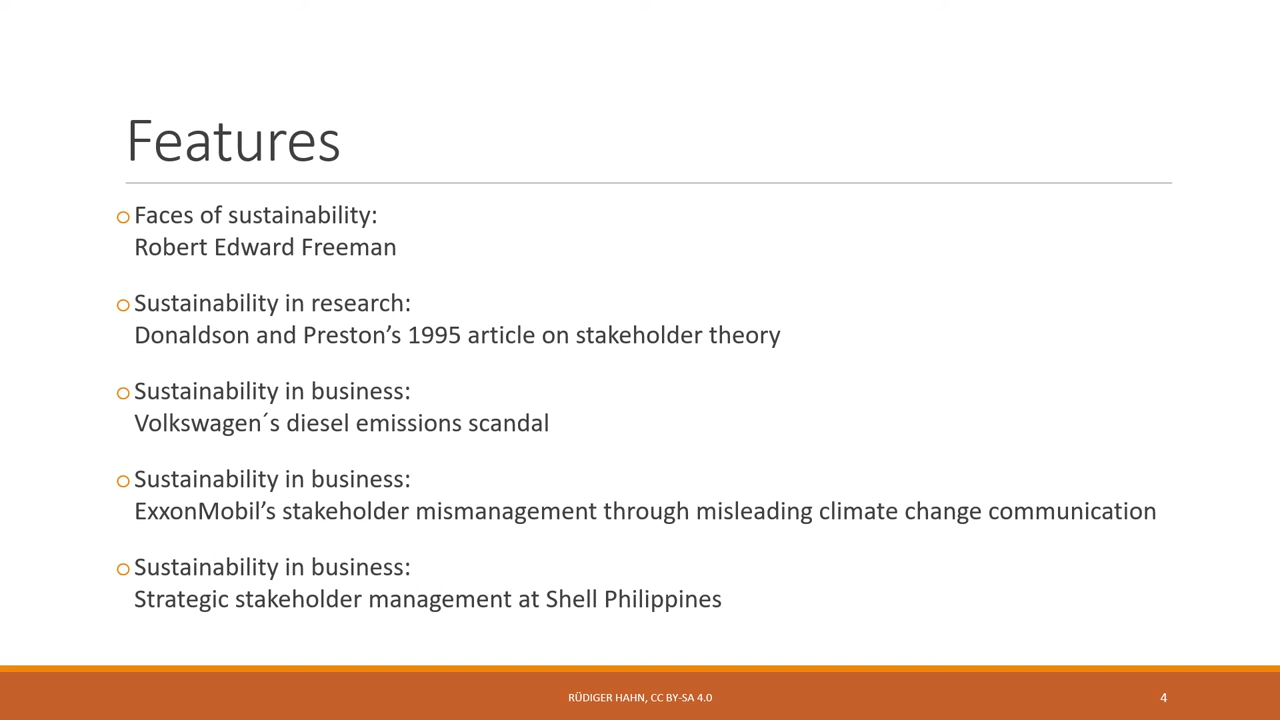 Features
o Faces of sustainability:
Robert Edward Freeman
o Sustainability in research:
Donaldson and Preston’s 1995 article on stakeholder theory
o Sustainability in business:
Volkswagen´s diesel emissions scandal
o Sustainability in business:
ExxonMobil’s stakeholder mismanagement through misleading climate change communication
o Sustainability in business:
Strategic stakeholder management at Shell Philippines
RÜDIGER HAHN, CC BY-SA 4.0
4